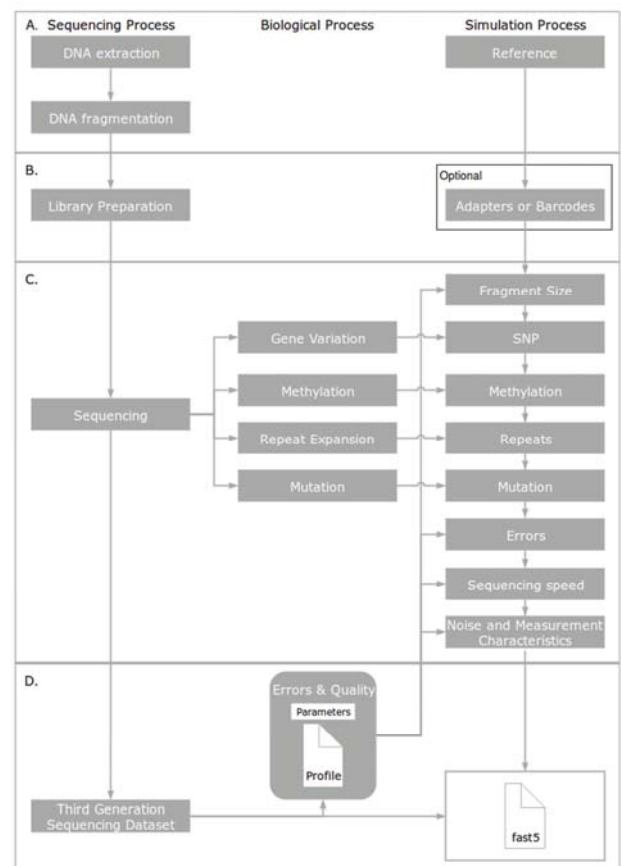 A. Sequencing Process Biological Process Simulation Process
DNA extraction Reference
DNA fragmentation
B.
Optional
Library Preparation Adapters or Barcodes
C.
Fragment Size
Gene Variation SNP
Methylation Methylation
Sequencing
Repeat Expansion Repeats
Mutation Mutation
Errors
Sequencing speed
Noise and Measurement
Characteristics
D.
Errors & Quality
Parameters
Profile
Third Generation
Sequencing Dataset
fast5